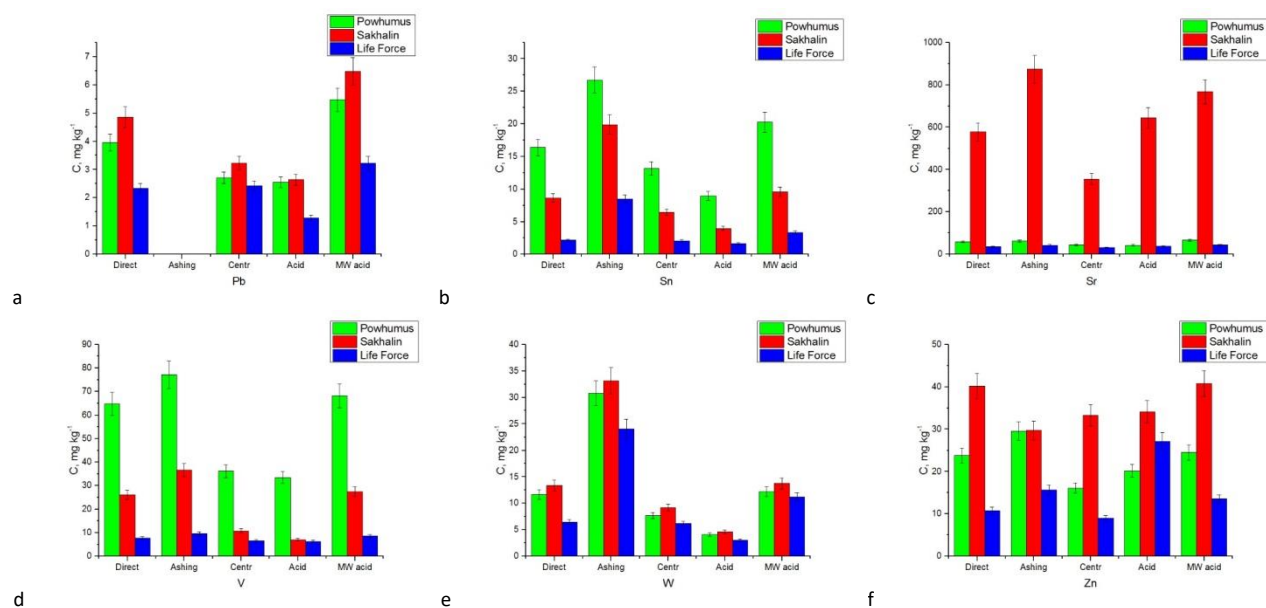 Powhumus
Sakhalin
Life Force
C, mg kg⁻¹
7
6
5
4
3
2
1
0
Direct Ashing Centr Acid MW acid
Pb
a
Powhumus
Sakhalin
Life Force
C, mg kg⁻¹
30
25
20
15
10
5
0
Direct Ashing Centr Acid MW acid
Sn
b
Powhumus
Sakhalin
Life Force
C, mg kg⁻¹
1000
800
600
400
200
0
Direct Ashing Centr Acid MW acid
Sr
c
Powhumus
Sakhalin
Life Force
C, mg kg⁻¹
90
80
70
60
50
40
30
20
10
0
Direct Ashing Centr Acid MW acid
V
d
Powhumus
Sakhalin
Life Force
C, mg kg⁻¹
40
35
30
25
20
15
10
5
0
Direct Ashing Centr Acid MW acid
W
e
Powhumus
Sakhalin
Life Force
C, mg kg⁻¹
50
40
30
20
10
0
Direct Ashing Centr Acid MW acid
Zn
f